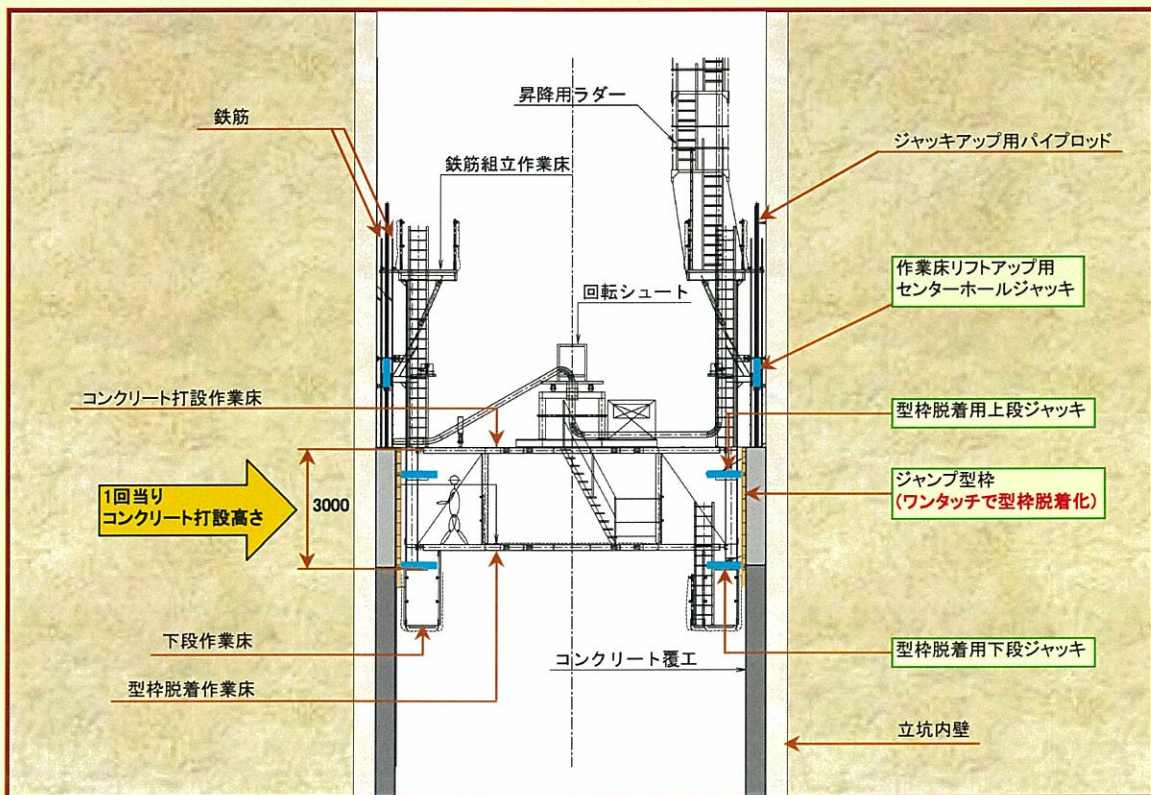 昇降用ラダー
鉄筋
ジャッキアップ用パイプロッド
鉄筋組立作業床
作業床リフトアップ用
センターホールジャッキ
回転シュート
コンクリート打設作業床
型枠脱着用上段ジャッキ
1回当り
コンクリート打設高さ
3000
ジャンプ型枠
(ワンタッチで型枠脱着化)
下段作業床
型枠脱着用下段ジャッキ
コンクリート覆工
型枠脱着作業床
立坑内壁